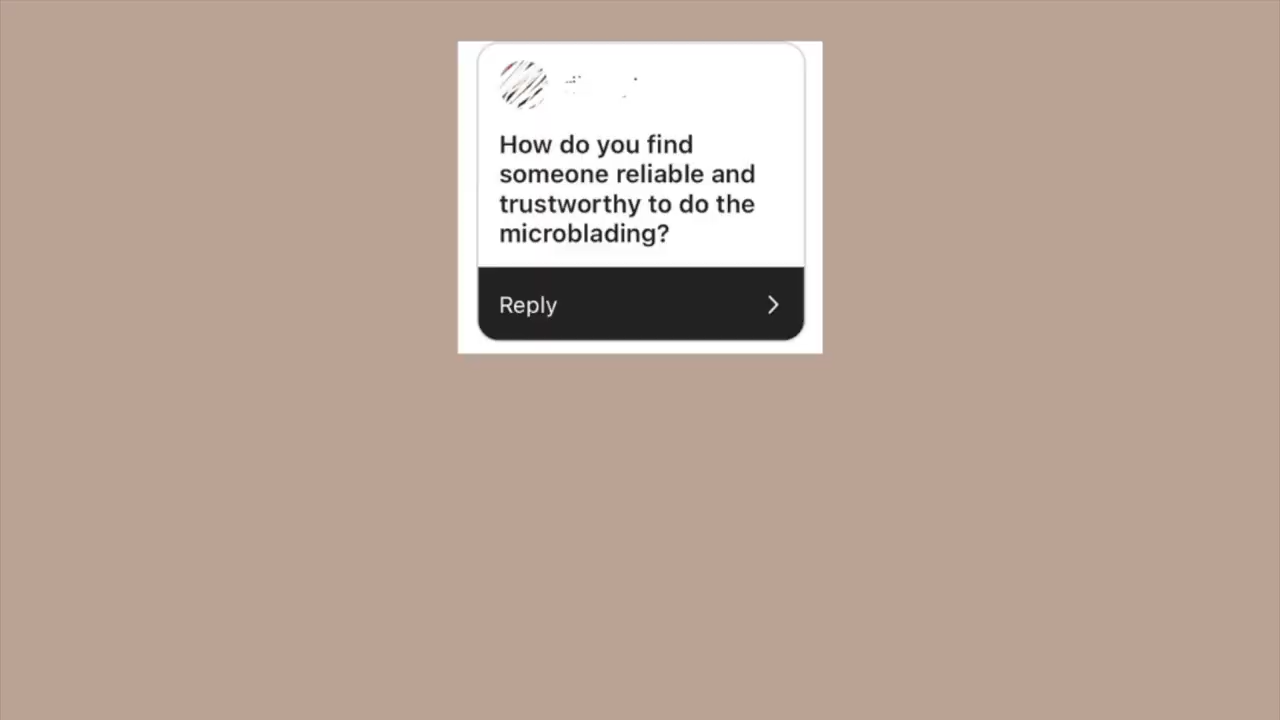 How do you find
someone reliable and
trustworthy to do the
microblading?
Reply